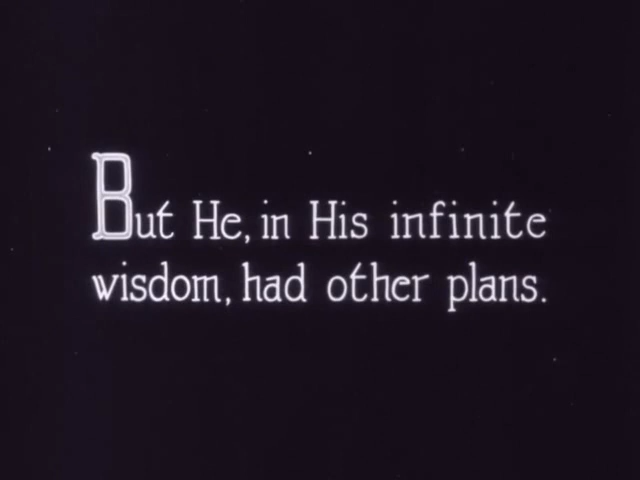 But He, in His infinite
wisdom, had other plans.